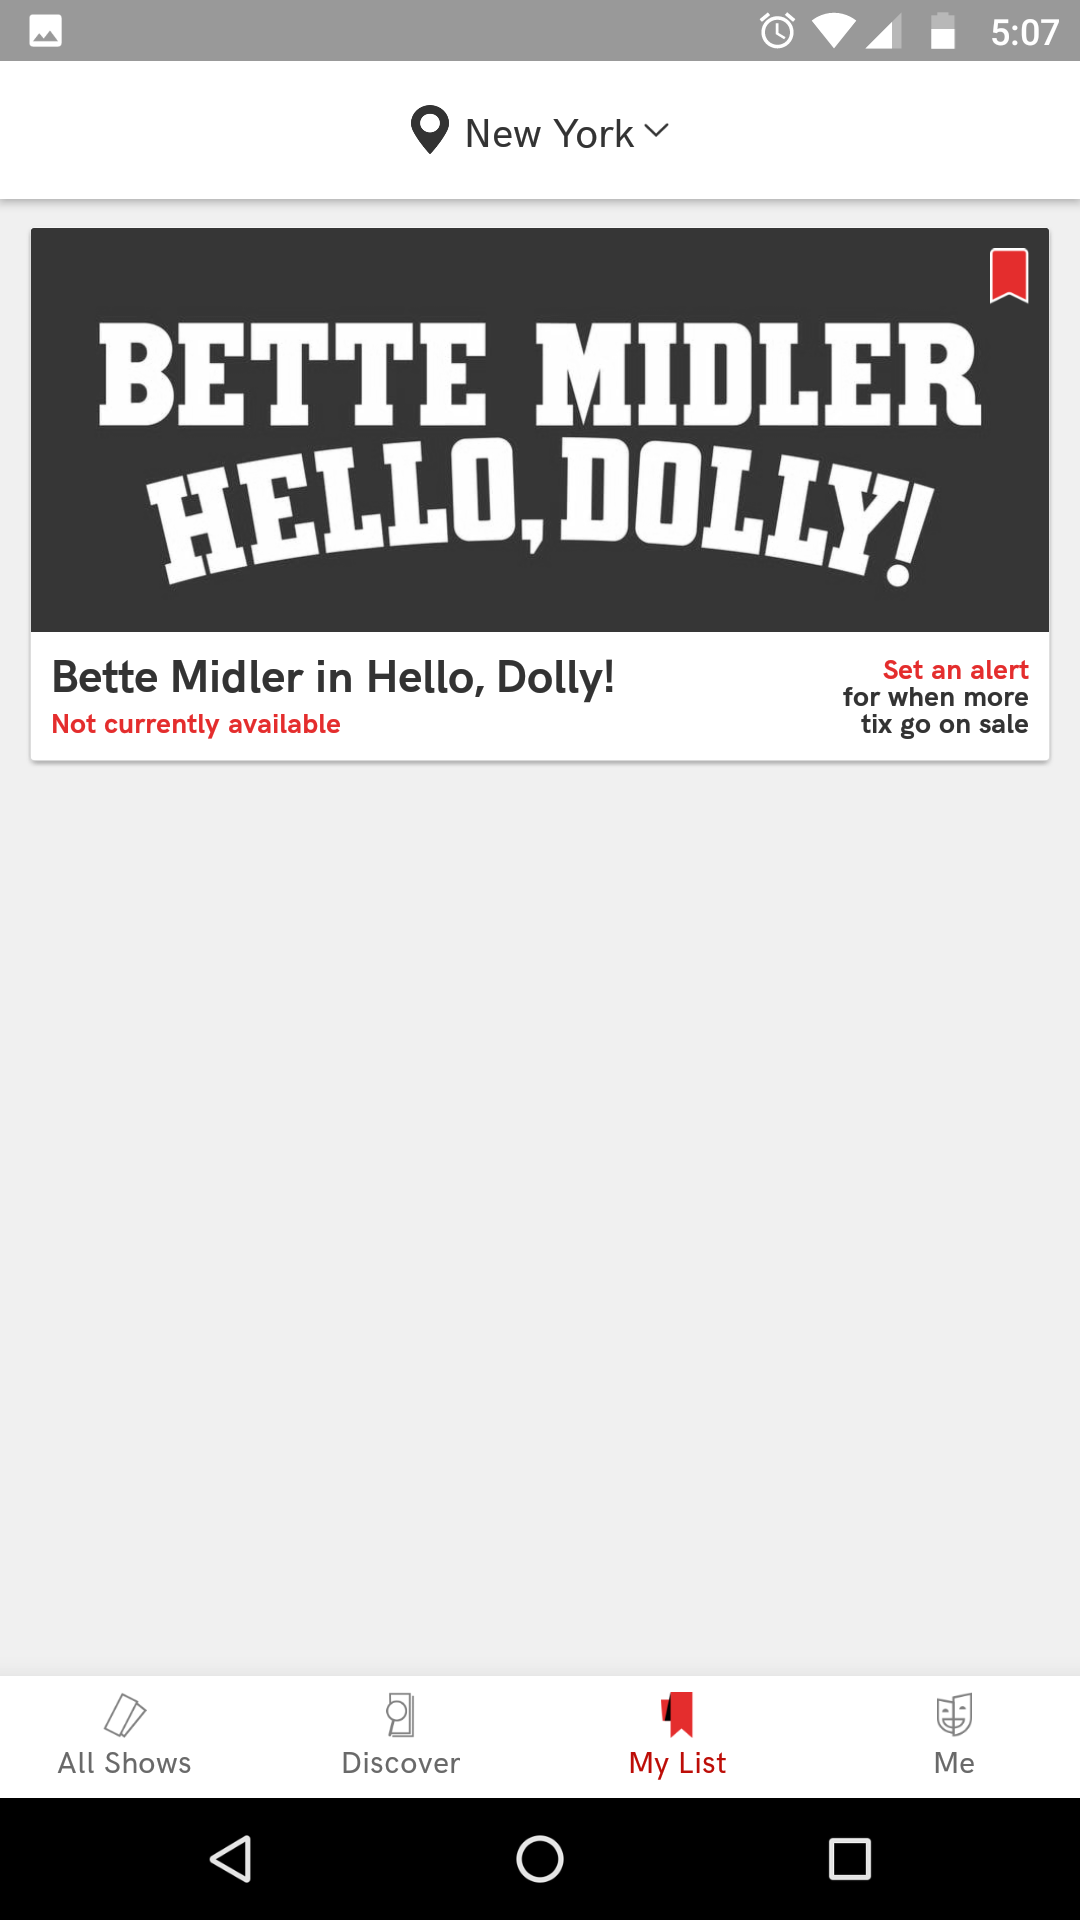 5:07
New York
BETTE MIDLER
HELLO, DOLLY!
Bette Midler in Hello, Dolly!
Not currently available
Set an alert
for when more
tix go on sale
All Shows
Discover
My List
Me